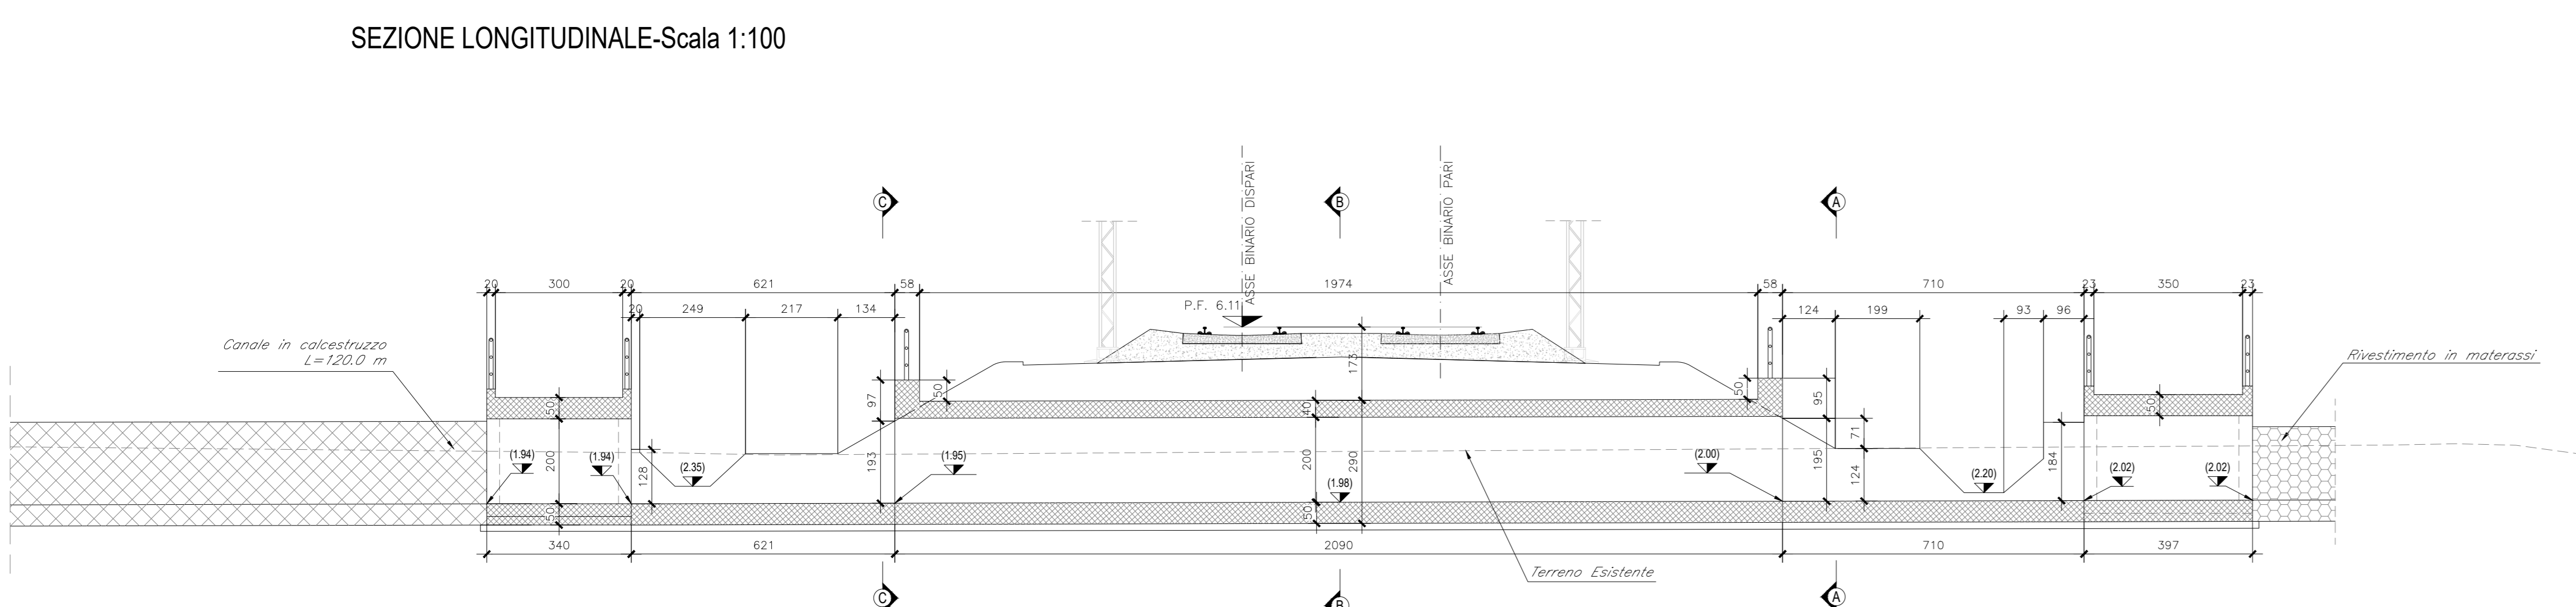 SEZIONE LONGITUDINALE-Scala 1:100
ASSE BINARIO DISPARI
ASSE BINARIO PARI
C
B
A
20 300 20 621 58 1974 58 710 23 350 23
P.F. 6.11
20 249 217 134 124 199 93 96
Canale in calcestruzzo
L=120.0 m
Rivestimento in materassi
173
50 97 50 40 50 95 50
71
(1.94) (1.94) (2.35) (1.95) (1.98) (2.00) (2.20) (2.02) (2.02)
200 128 193 200 290 195 124 184
50 50
340 621 2090 710 397
Terreno Esistente
C
B
A